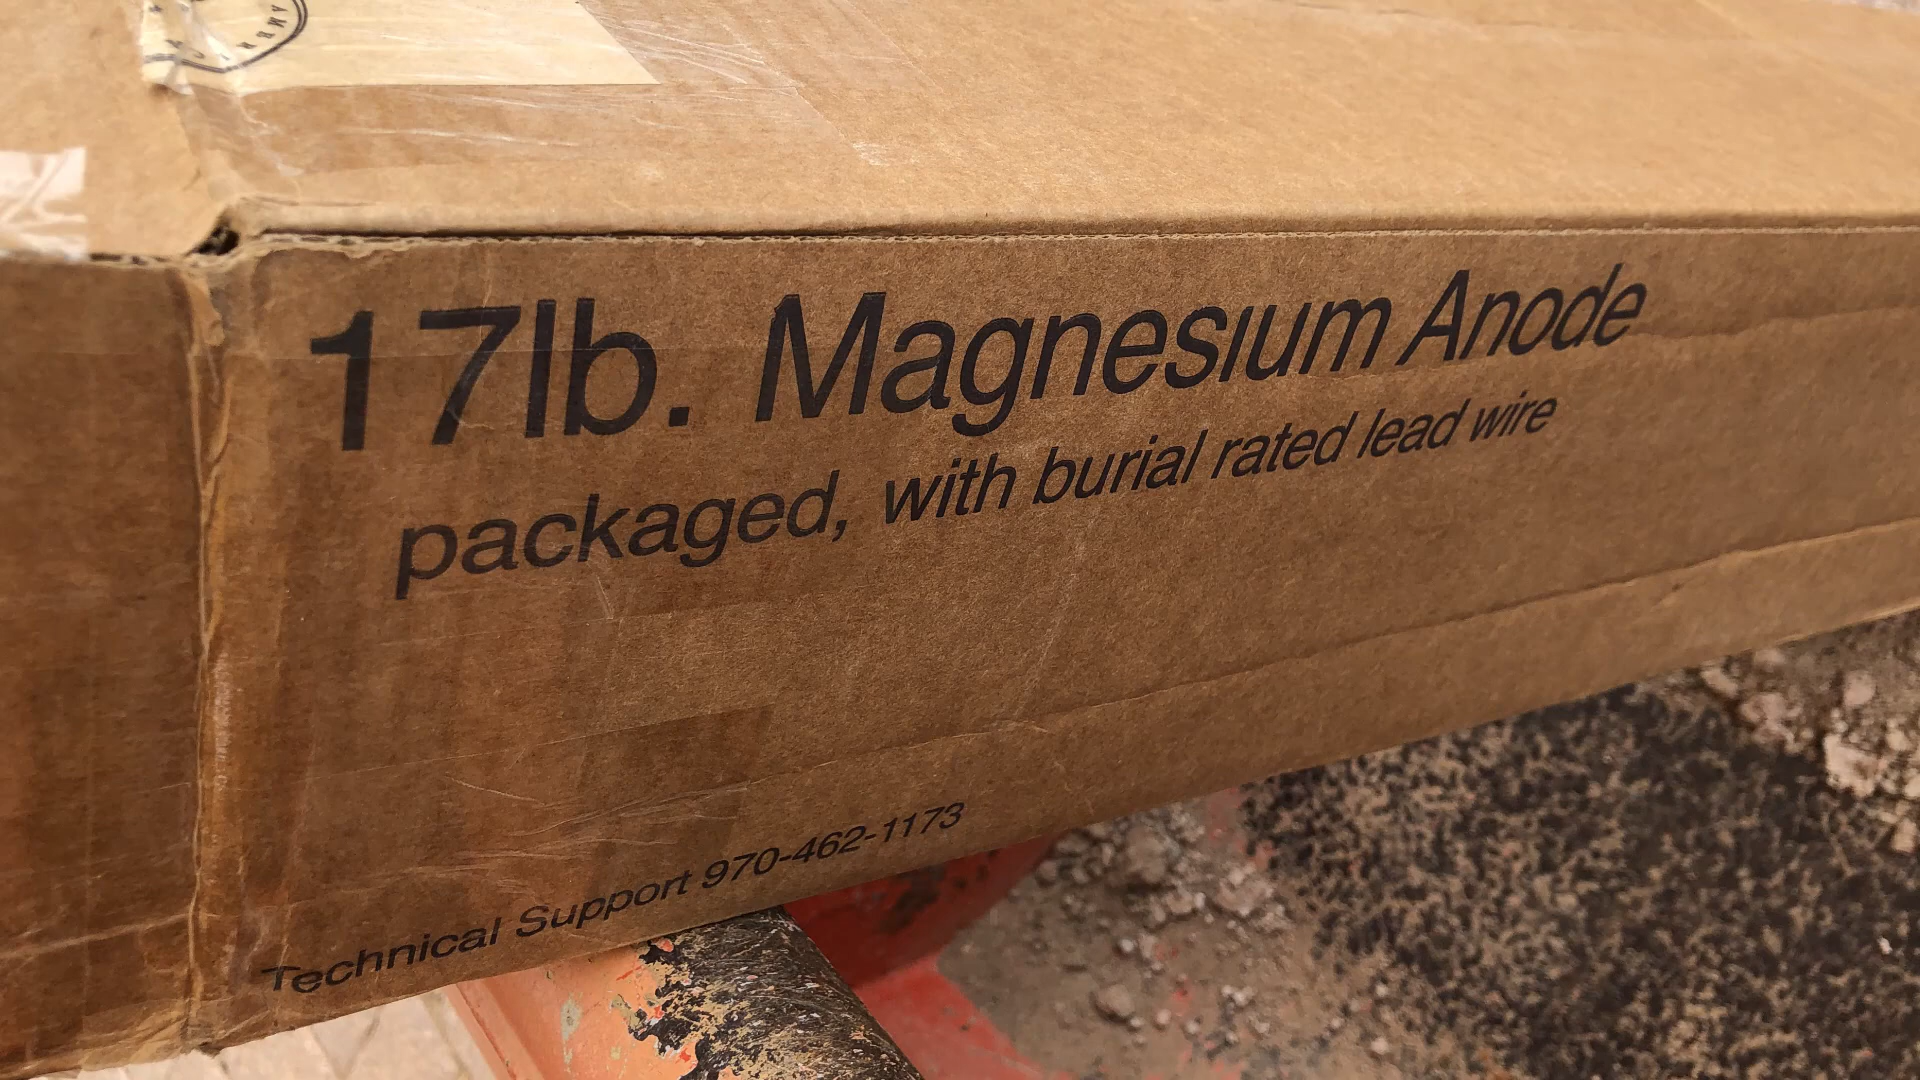 17lb. Magnesium Anode
packaged, with burial rated lead wire
Technical Support 970-462-1173